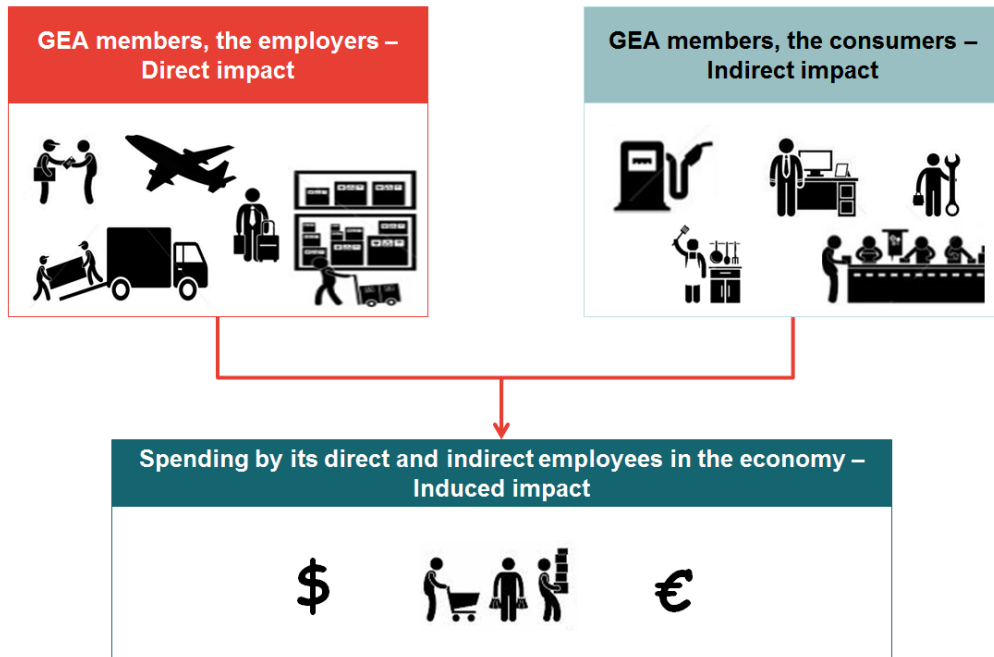 GEA members, the employers –
Direct impact
GEA members, the consumers –
Indirect impact
Spending by its direct and indirect employees in the economy –
Induced impact
$
€